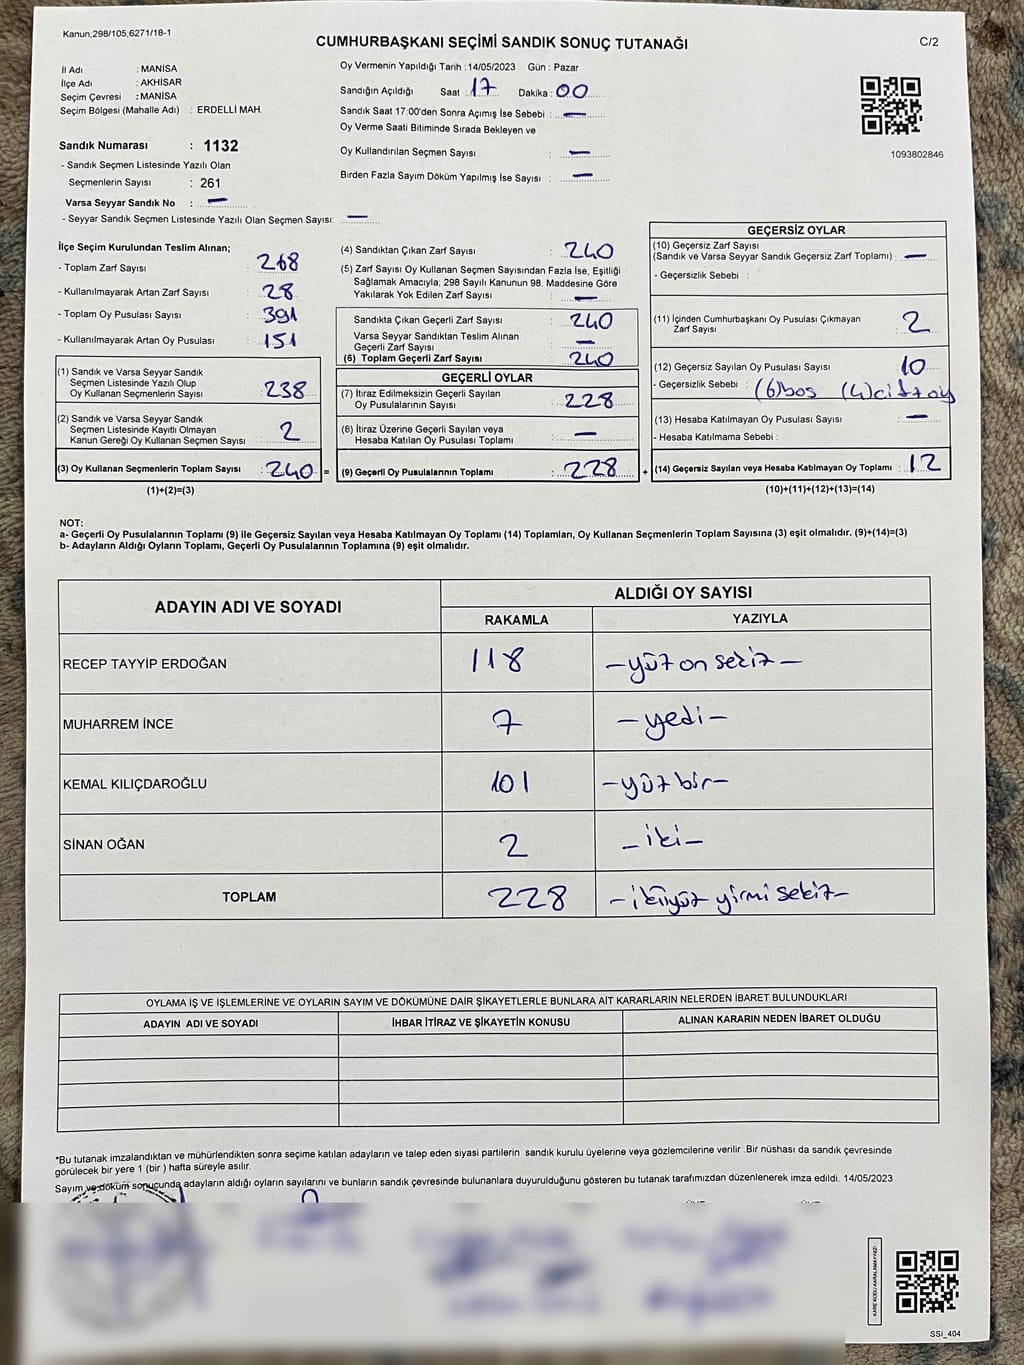 Kanun;298/105,6271/18-1
CUMHURBAŞKANI SEÇİMİ SANDIK SONUÇ TUTANAĞI
C/2
İl Adı : MANİSA
İlçe Adı : AKHİSAR
Seçim Çevresi : MANİSA
Seçim Bölgesi (Mahalle Adı) : ERDELLİ MAH.
Sandık Numarası : 1132
- Sandık Seçmen Listesinde Yazılı Olan
Seçmenlerin Sayısı : 261
Varsa Seyyar Sandık No : —
- Seyyar Sandık Seçmen Listesinde Yazılı Olan Seçmen Sayısı: —
Oy Vermenin Yapıldığı Tarih :14/05/2023 Gün : Pazar
Sandığın Açıldığı Saat : 17 Dakika : 00
Sandık Saat 17:00'den Sonra Açımış İse Sebebi : —
Oy Verme Saati Bitiminde Sırada Bekleyen ve
Oy Kullandırılan Seçmen Sayısı : —
Birden Fazla Sayım Döküm Yapılmış İse Sayısı : —
1093802846
İlçe Seçim Kurulundan Teslim Alınan;
- Toplam Zarf Sayısı : 268
- Kullanılmayarak Artan Zarf Sayısı : 28
- Toplam Oy Pusulası Sayısı : 391
- Kullanılmayarak Artan Oy Pusulası : 151
(1) Sandık ve Varsa Seyyar Sandık
Seçmen Listesinde Yazılı Olup
Oy Kullanan Seçmenlerin Sayısı : 238
(2) Sandık ve Varsa Seyyar Sandık
Seçmen Listesinde Kayıtlı Olmayan
Kanun Gereği Oy Kullanan Seçmen Sayısı : 2
(3) Oy Kullanan Seçmenlerin Toplam Sayısı : 240 =
(1)+(2)=(3)
(4) Sandıktan Çıkan Zarf Sayısı : 240
(5) Zarf Sayısı Oy Kullanan Seçmen Sayısından Fazla İse, Eşitliği
Sağlamak Amacıyla, 298 Sayılı Kanunun 98. Maddesine Göre
Yakılarak Yok Edilen Zarf Sayısı : —
Sandıkta Çıkan Geçerli Zarf Sayısı : 240
Varsa Seyyar Sandıktan Teslim Alınan
Geçerli Zarf Sayısı : —
(6) Toplam Geçerli Zarf Sayısı : 240
GEÇERLİ OYLAR
(7) İtiraz Edilmeksizin Geçerli Sayılan
Oy Pusulalarının Sayısı : 228
(8) İtiraz Üzerine Geçerli Sayılan veya
Hesaba Katılan Oy Pusulası Toplamı : —
(9) Geçerli Oy Pusulalarının Toplamı : 228 +
GEÇERSİZ OYLAR
(10) Geçersiz Zarf Sayısı
(Sandık ve Varsa Seyyar Sandık Geçersiz Zarf Toplamı) : —
- Geçersizlik Sebebi :
(11) İçinden Cumhurbaşkanı Oy Pusulası Çıkmayan
Zarf Sayısı : 2
(12) Geçersiz Sayılan Oy Pusulası Sayısı : 10
- Geçersizlik Sebebi : (6)boş (4)çift oy
(13) Hesaba Katılmayan Oy Pusulası Sayısı : —
- Hesaba Katılmama Sebebi :
(14) Geçersiz Sayılan veya Hesaba Katılmayan Oy Toplamı : 12
(10)+(11)+(12)+(13)=(14)
NOT:
a- Geçerli Oy Pusulalarının Toplamı (9) ile Geçersiz Sayılan veya Hesaba Katılmayan Oy Toplamı (14) Toplamları, Oy Kullanan Seçmenlerin Toplam Sayısına (3) eşit olmalıdır. (9)+(14)=(3)
b- Adayların Aldığı Oyların Toplamı, Geçerli Oy Pusulalarının Toplamına (9) eşit olmalıdır.
ADAYIN ADI VE SOYADI
ALDIĞI OY SAYISI
RAKAMLA YAZIYLA
RECEP TAYYİP ERDOĞAN 118 –yüz on sekiz–
MUHARREM İNCE 7 –yedi–
KEMAL KILIÇDAROĞLU 101 –yüz bir–
SİNAN OĞAN 2 –iki–
TOPLAM 228 –ikiyüz yirmi sekiz–
OYLAMA İŞ VE İŞLEMLERİNE VE OYLARIN SAYIM VE DÖKÜMÜNE DAİR ŞİKAYETLERLE BUNLARA AİT KARARLARIN NELERDEN İBARET BULUNDUKLARI
ADAYIN ADI VE SOYADI İHBAR İTİRAZ VE ŞİKAYETİN KONUSU ALINAN KARARIN NEDEN İBARET OLDUĞU
*Bu tutanak imzalandıktan ve mühürlendikten sonra seçime katılan adayların ve talep eden siyasi partilerin sandık kurulu üyelerine veya gözlemcilerine verilir .Bir nüshası da sandık çevresinde
görülecek bir yere 1 (bir ) hafta süreyle asılır.
Sayım ve döküm sonucunda adayların aldığı oyların sayılarını ve bunların sandık çevresinde bulunanlara duyurulduğunu gösteren bu tutanak tarafımızdan düzenlenerek imza edildi. 14/05/2023
KARE KODU KARALAMAYINIZ!
SSI_404